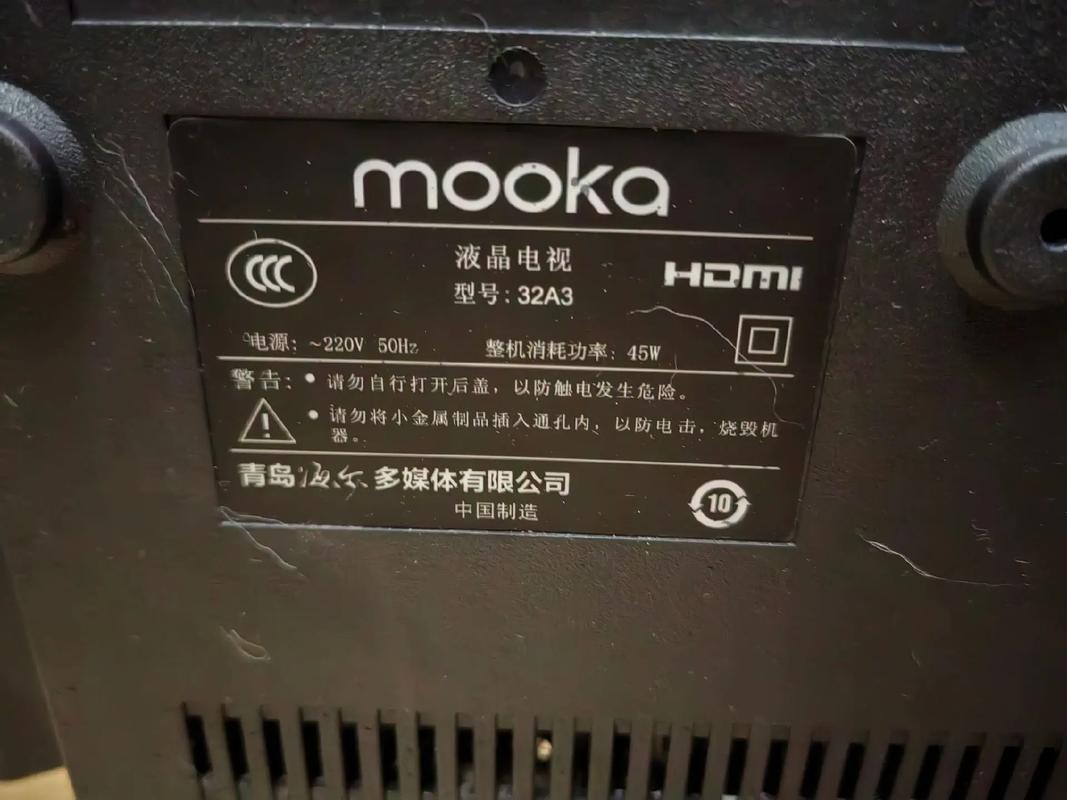 mooka
液晶电视
HDMI
型号: 32A3
电源: ~220V 50Hz 整机消耗功率: 45W
警告: • 请勿自行打开后盖, 以防触电发生危险。
• 请勿将小金属制品插入通孔内, 以防电击, 烧毁机
器。
青岛海尔多媒体有限公司
中国制造
10